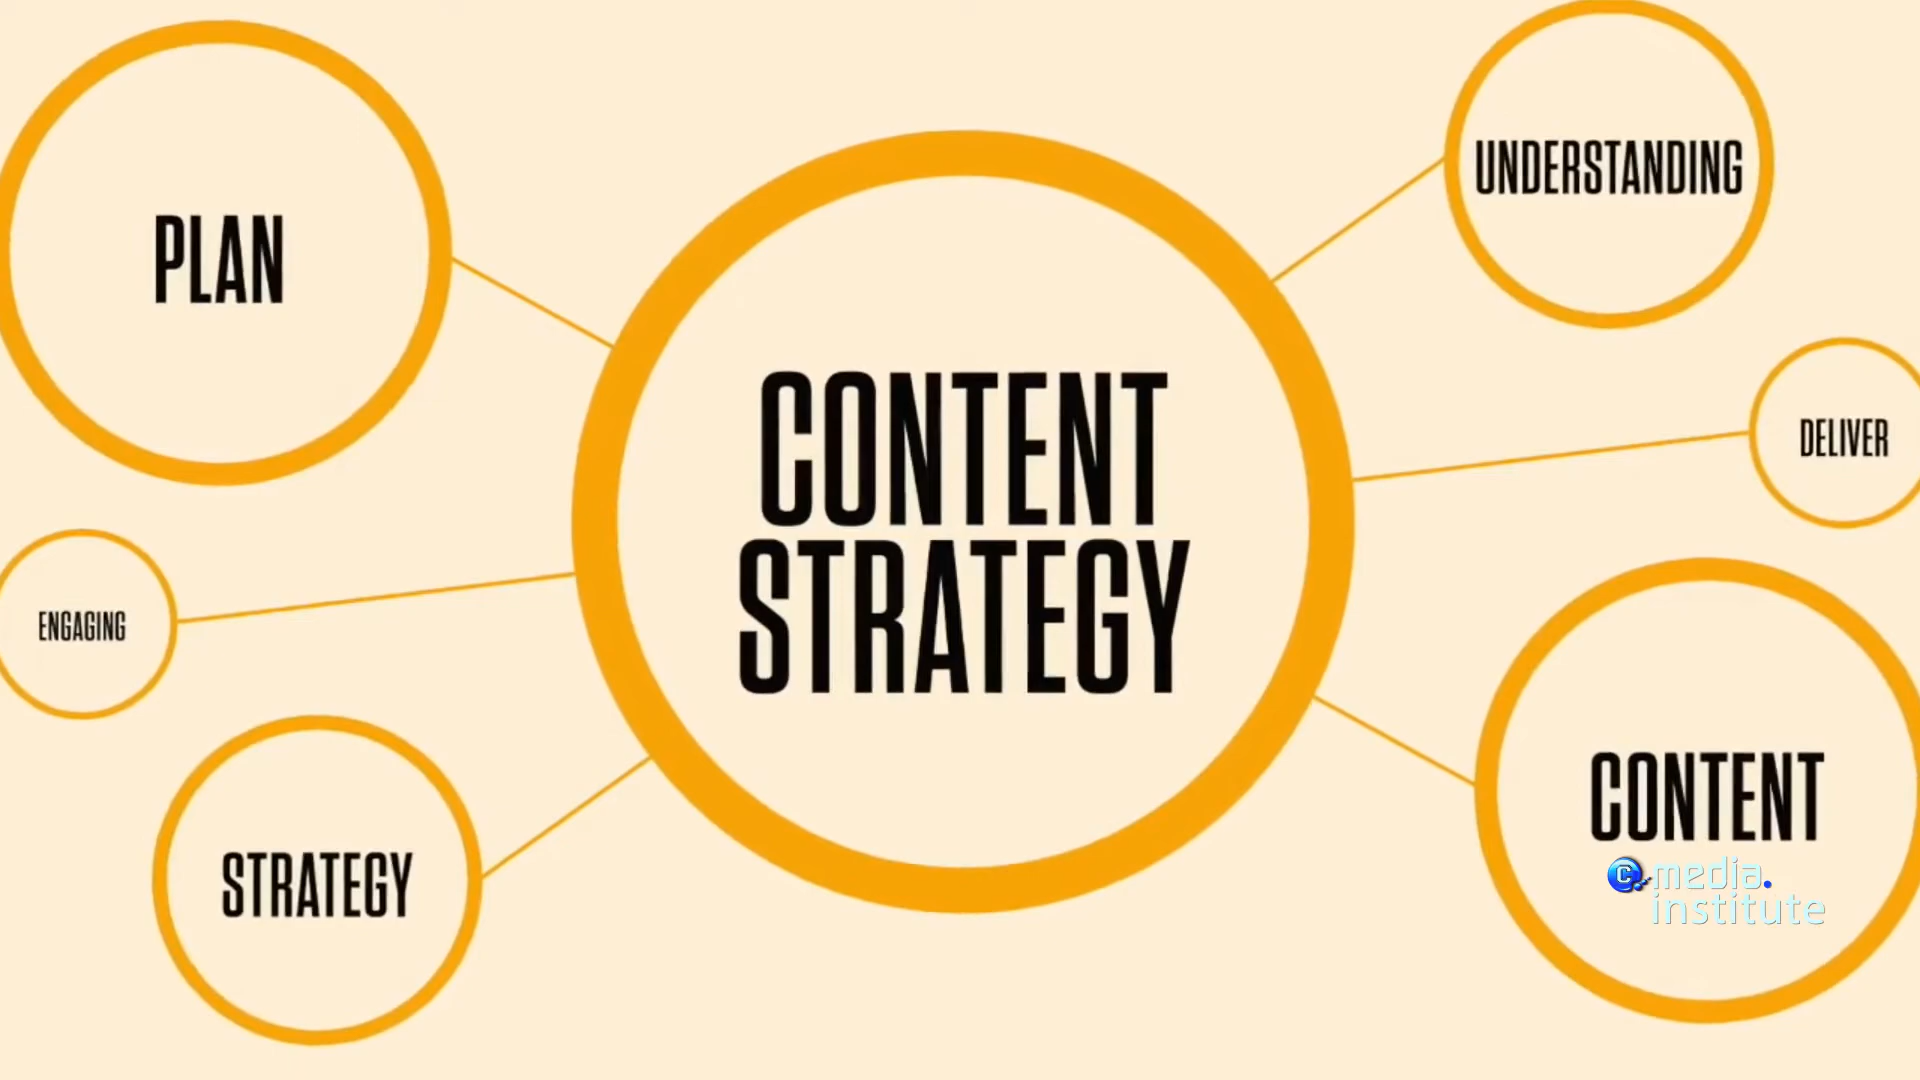 PLAN
UNDERSTANDING
CONTENT
STRATEGY
DELIVER
ENGAGING
STRATEGY
CONTENT
C media.
institute